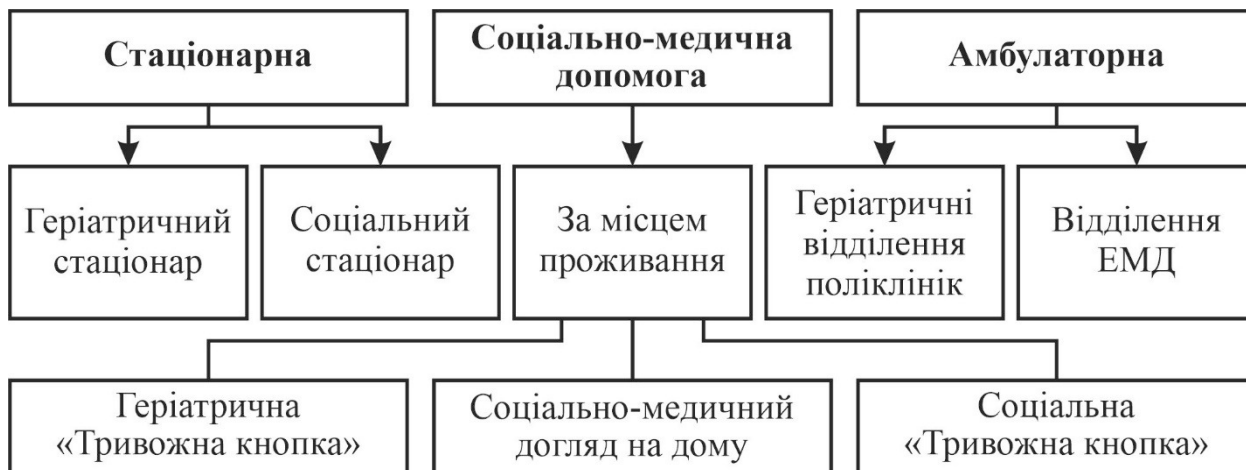 Стаціонарна
Соціально-медична
допомога
Амбулаторна
Геріатричний
стаціонар
Соціальний
стаціонар
За місцем
проживання
Геріатричні
відділення
поліклінік
Відділення
ЕМД
Геріатрична
«Тривожна кнопка»
Соціально-медичний
догляд на дому
Соціальна
«Тривожна кнопка»